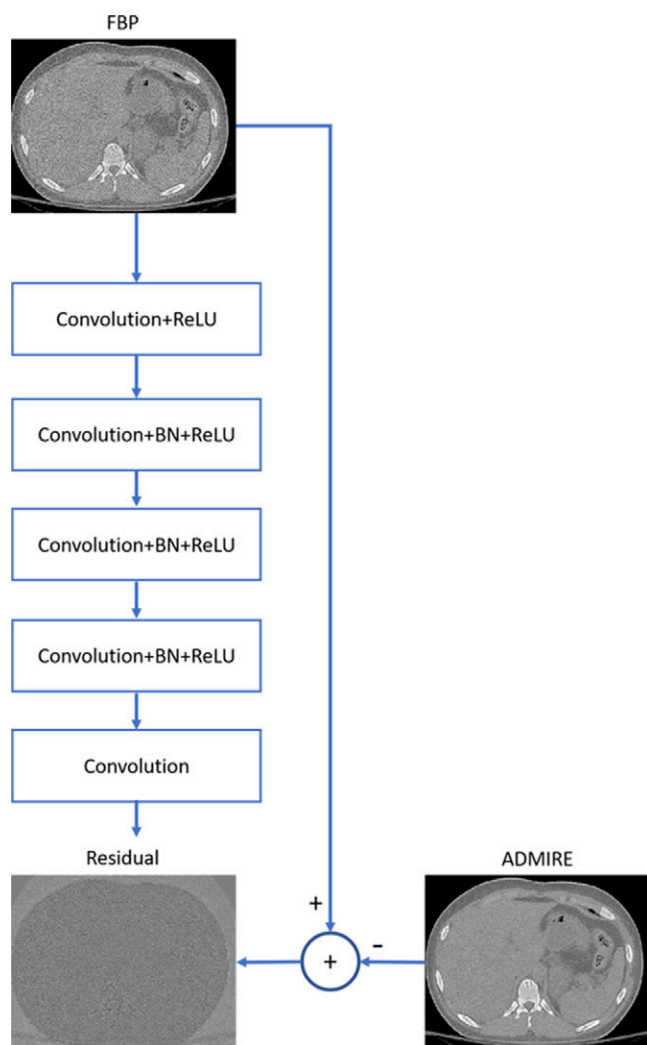 FBP
Convolution+ReLU
Convolution+BN+ReLU
Convolution+BN+ReLU
Convolution+BN+ReLU
Convolution
Residual
ADMIRE
+
–
+